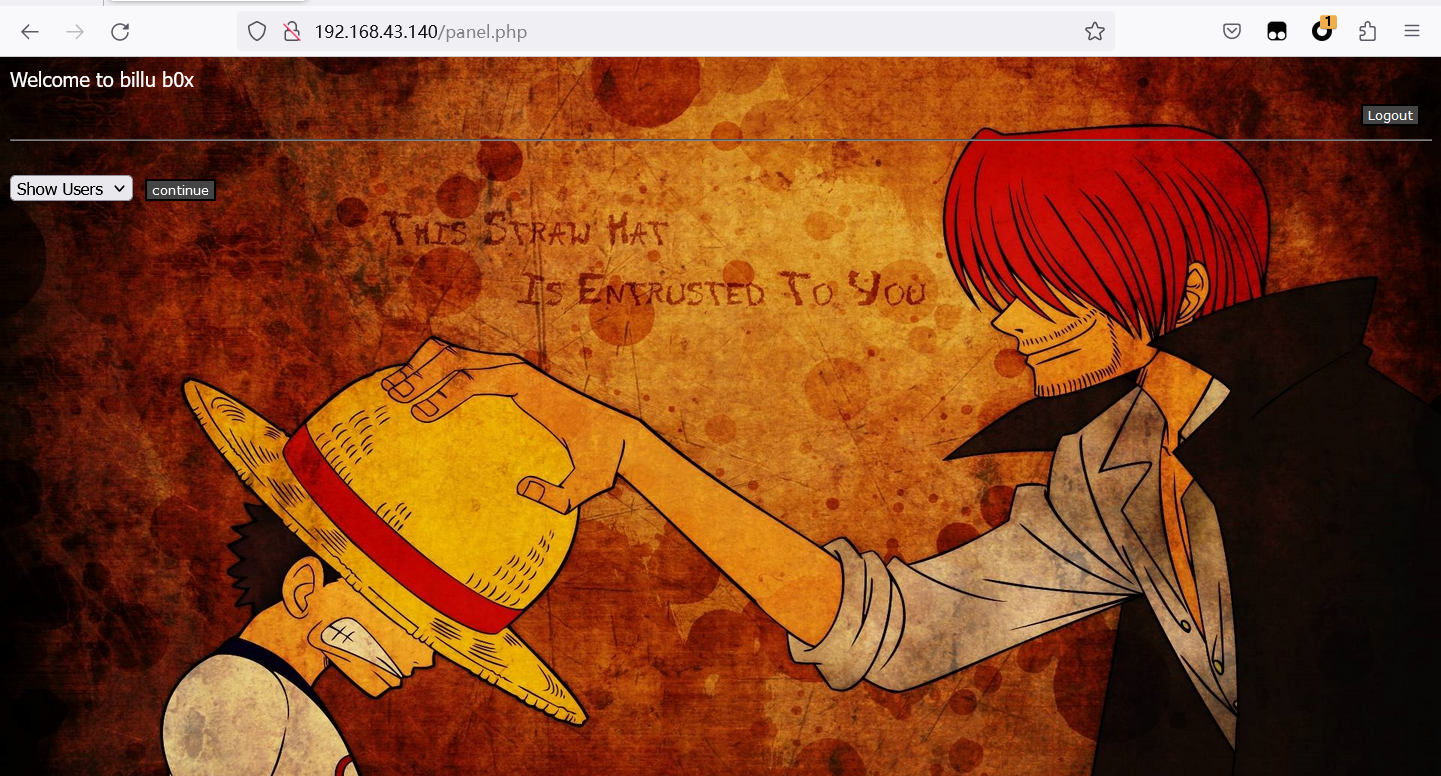 192.168.43.140/panel.php
1
Welcome to billu b0x
Logout
Show Users
continue
This Straw Hat
Is Entrusted To You